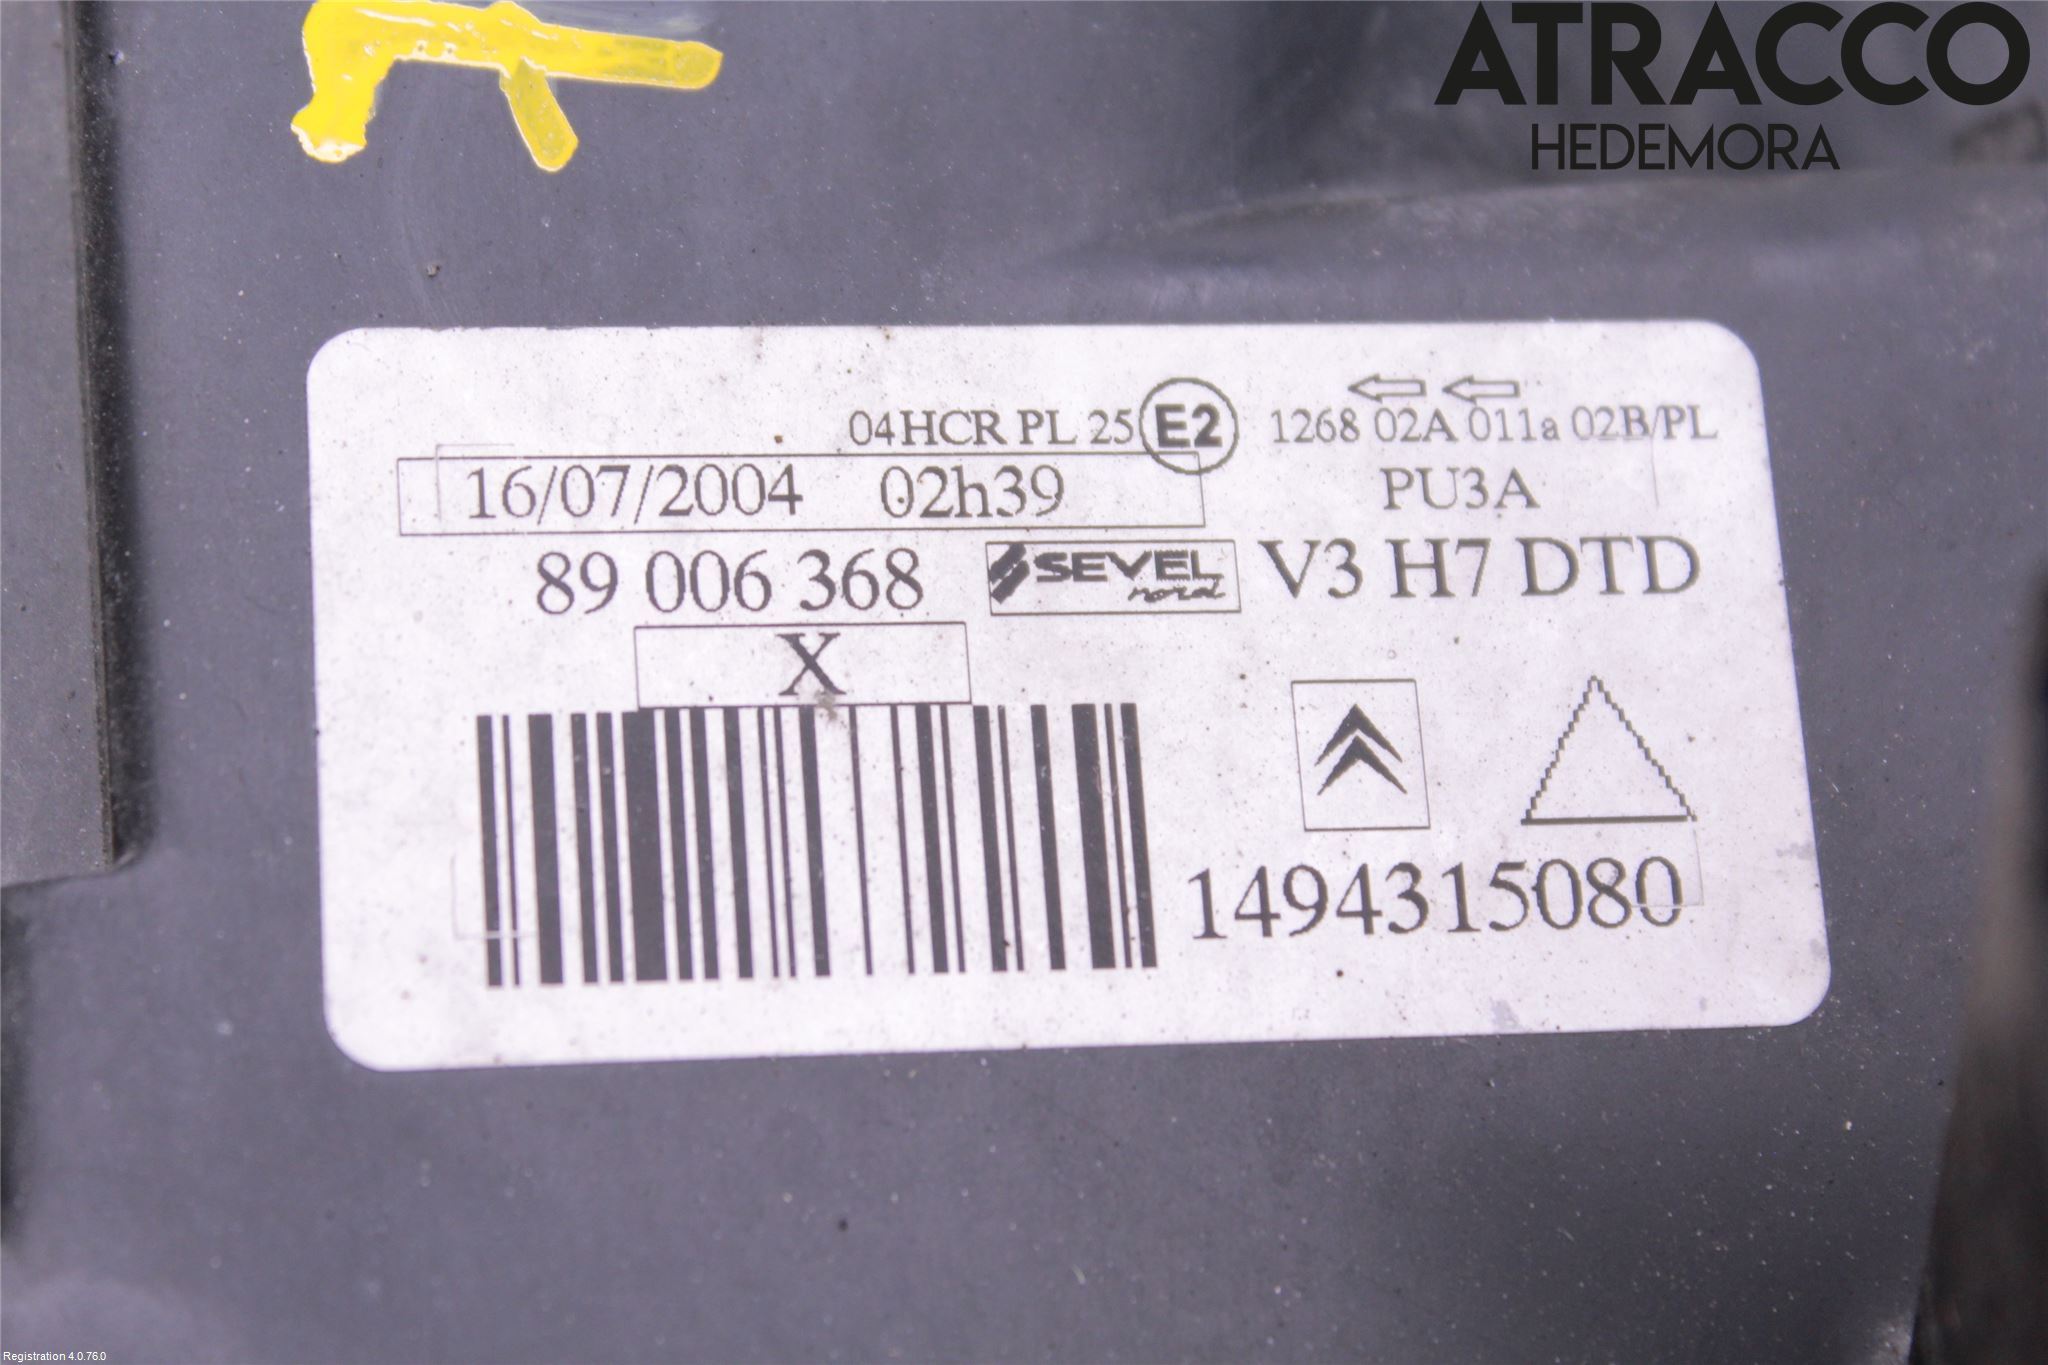 ATRACCO
HEDEMORA
04HCR PL 25 E2 1268 02A 011a 02B/PL
16/07/2004 02h39 PU3A
89 006 368 SEVEL nord V3 H7 DTD
X
1494315080
Registration 4.0.76.0